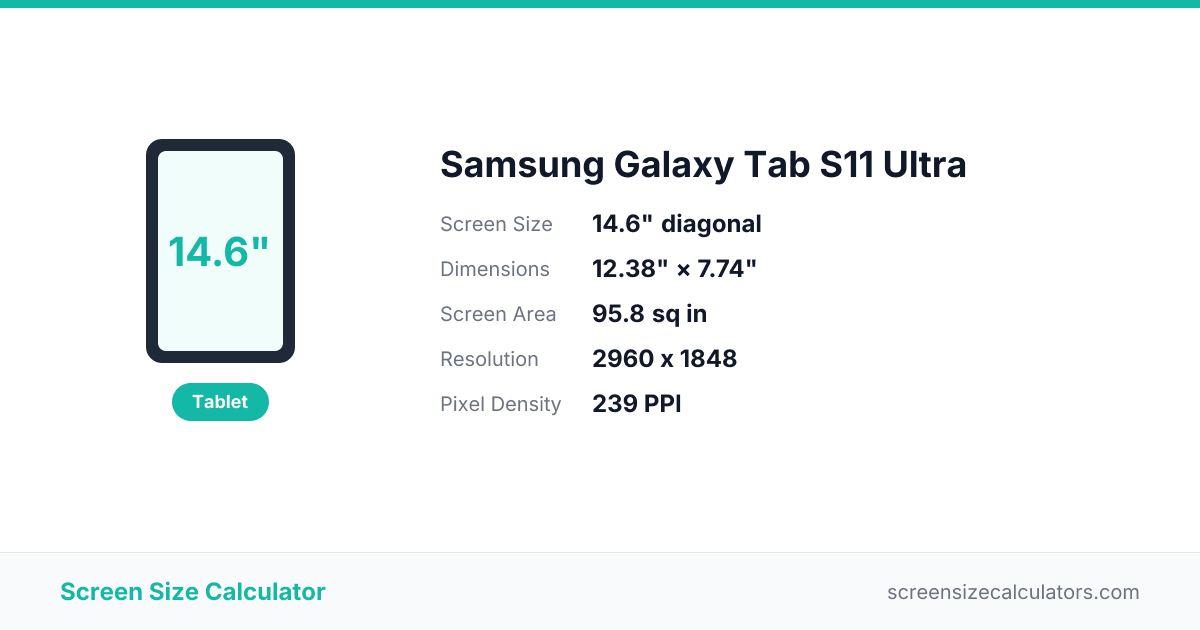 14.6"
Tablet
Samsung Galaxy Tab S11 Ultra
Screen Size 14.6" diagonal
Dimensions 12.38" × 7.74"
Screen Area 95.8 sq in
Resolution 2960 x 1848
Pixel Density 239 PPI
Screen Size Calculator
screensizecalculators.com